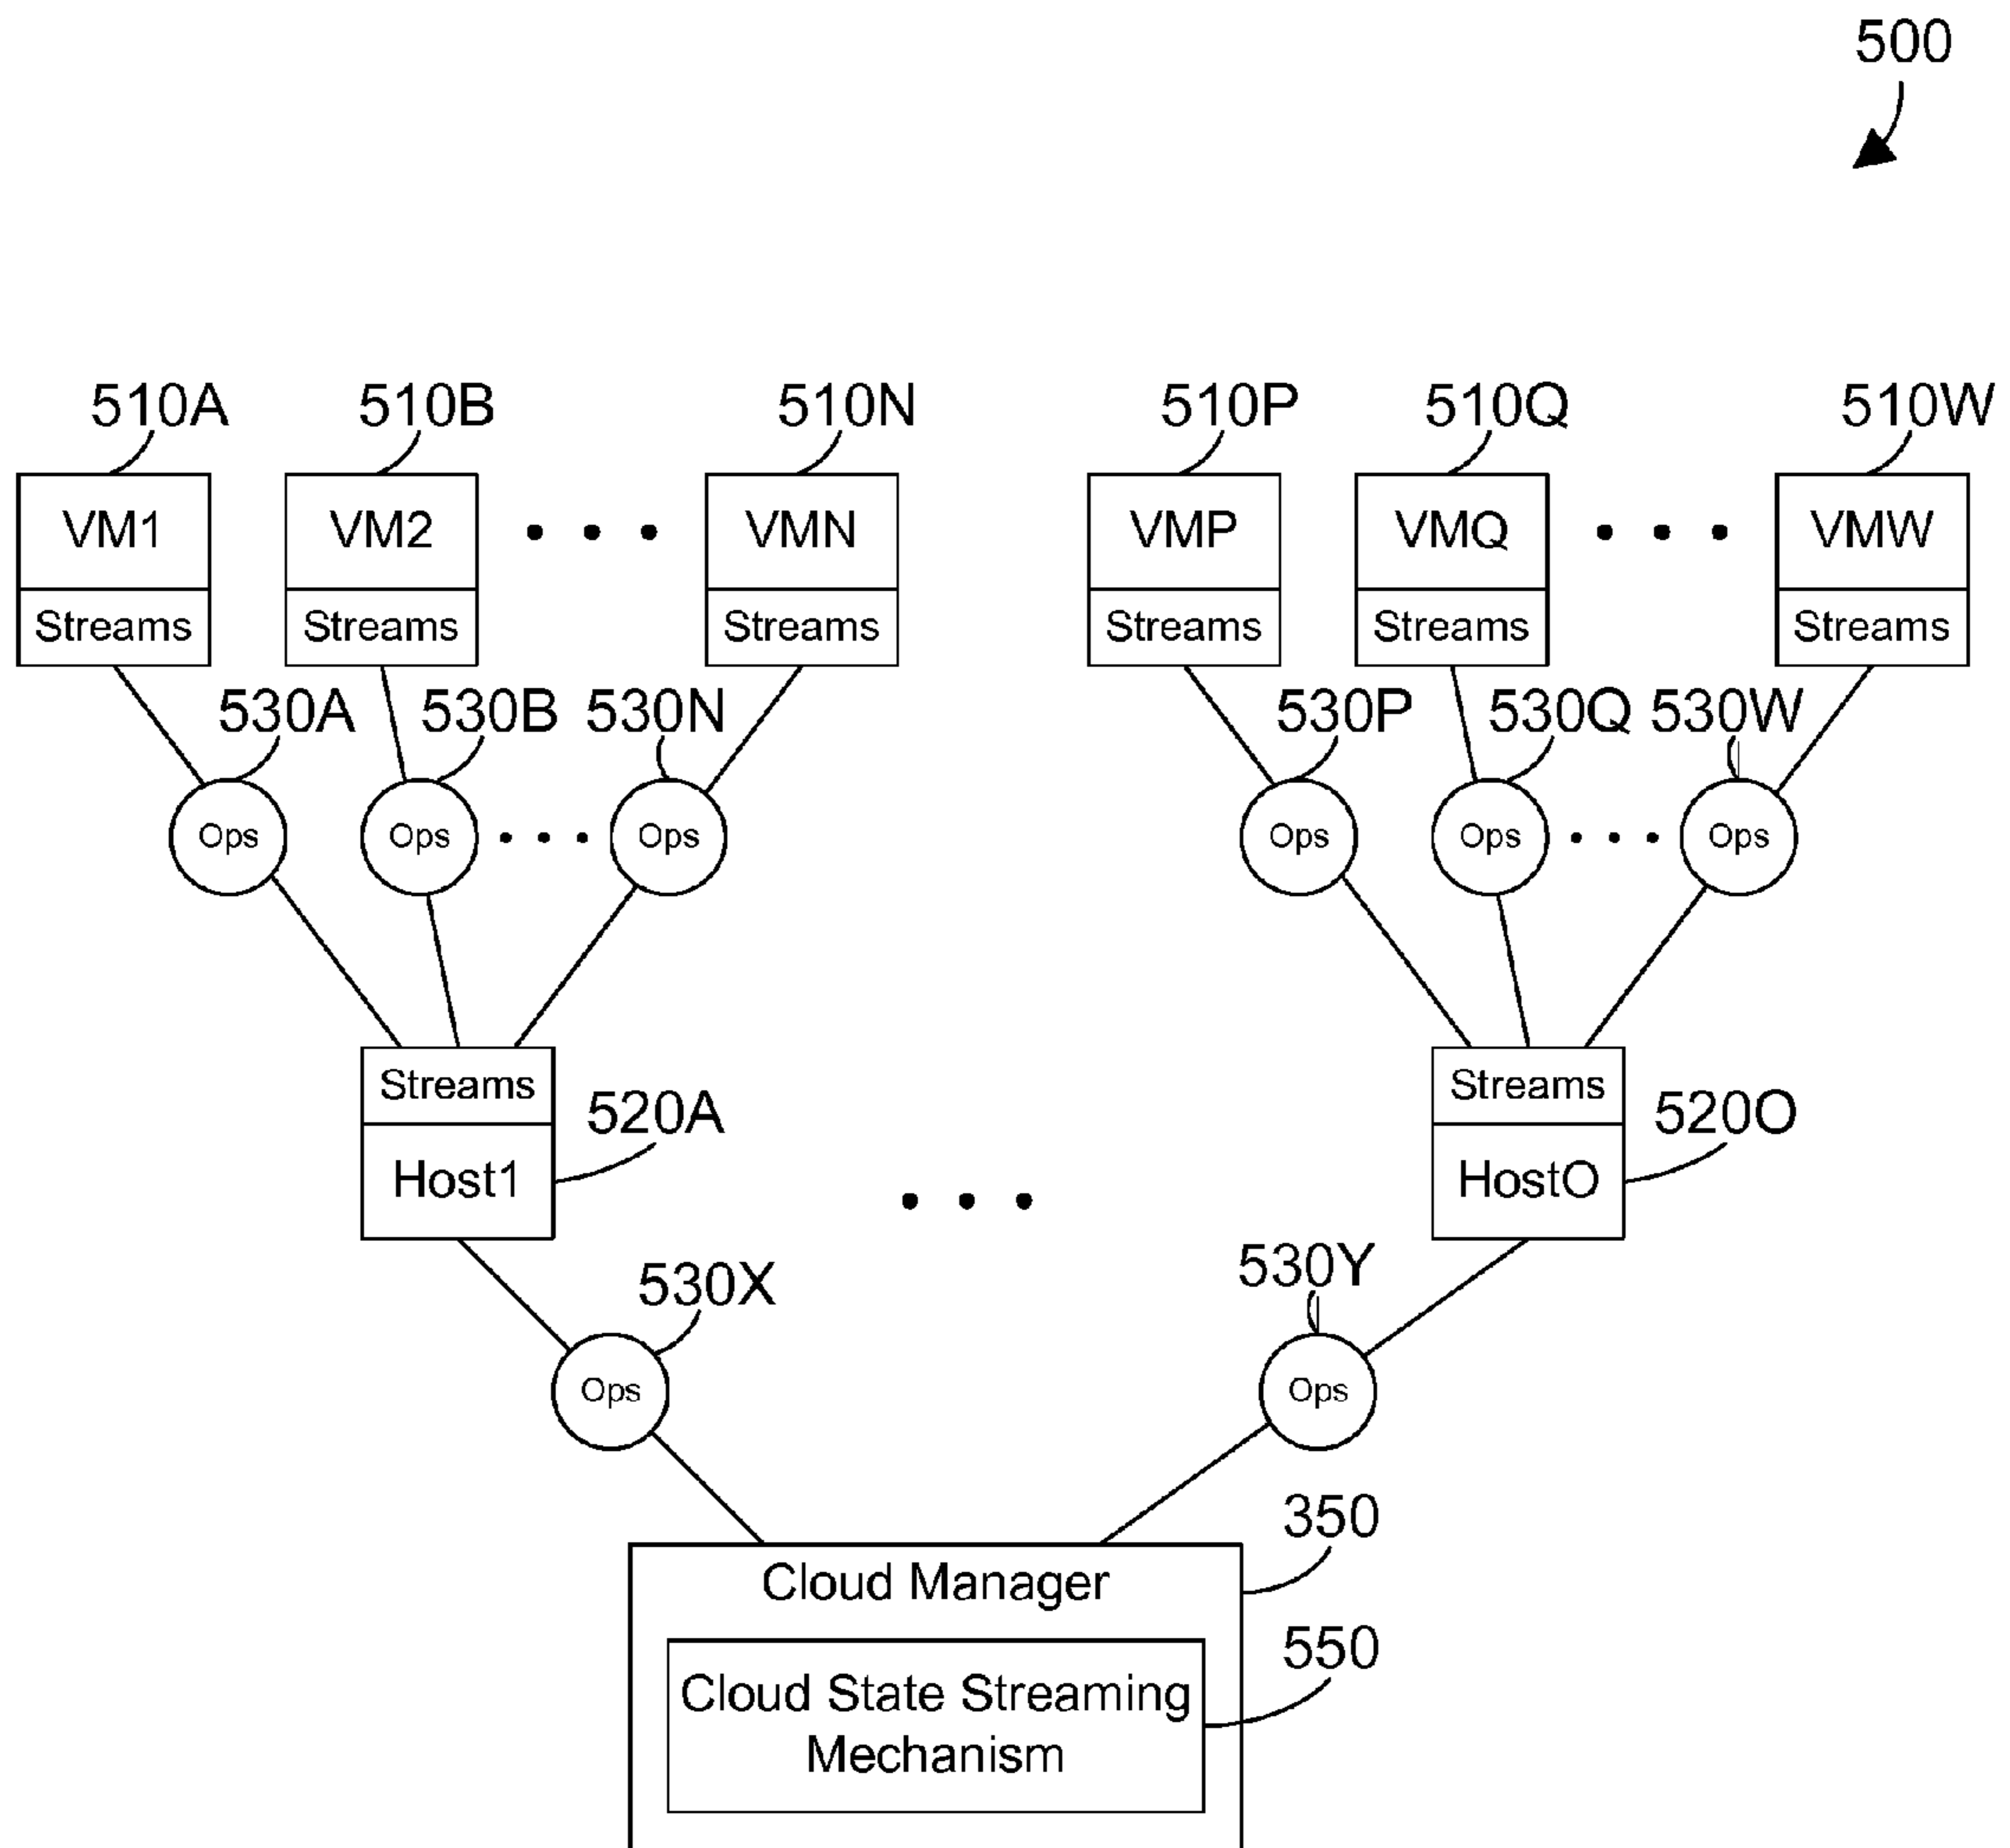 500
510A 510B 510N 510P 510Q 510W
VM1 VM2 VMN VMP VMQ VMW
Streams Streams Streams Streams Streams Streams
530A 530B 530N 530P 530Q 530W
Ops Ops Ops Ops Ops Ops
Streams Streams
520A 520O
Host1 HostO
530X 530Y
Ops Ops
350
Cloud Manager
550
Cloud State Streaming
Mechanism